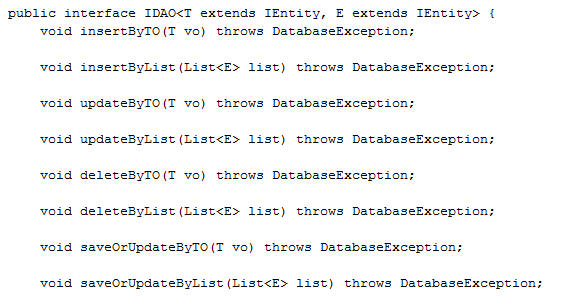 public interface IDAO<T extends IEntity, E extends IEntity> {
void insertByTO(T vo) throws DatabaseException;
void insertByList(List<E> list) throws DatabaseException;
void updateByTO(T vo) throws DatabaseException;
void updateByList(List<E> list) throws DatabaseException;
void deleteByTO(T vo) throws DatabaseException;
void deleteByList(List<E> list) throws DatabaseException;
void saveOrUpdateByTO(T vo) throws DatabaseException;
void saveOrUpdateByList(List<E> list) throws DatabaseException;